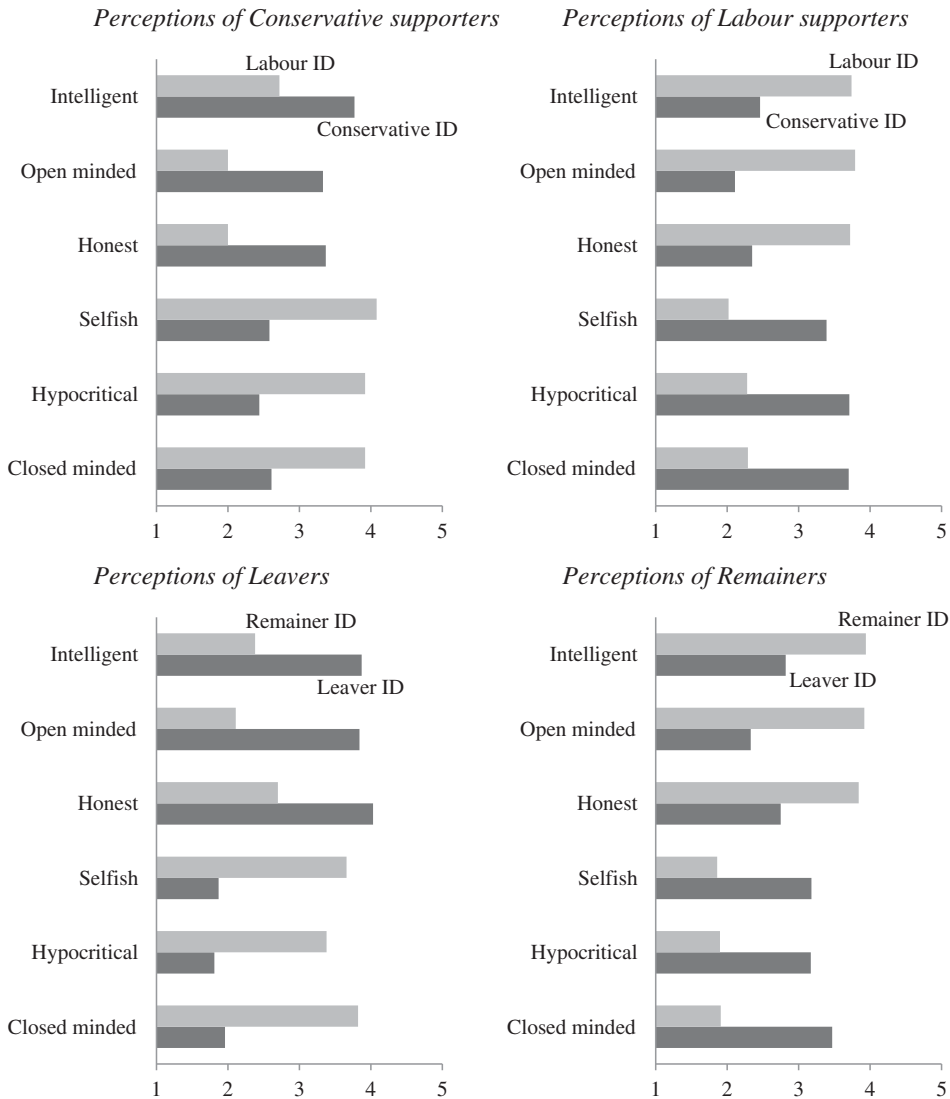 Perceptions of Conservative supporters
Labour ID
Intelligent
Conservative ID
Open minded
Honest
Selfish
Hypocritical
Closed minded
1 2 3 4 5
Perceptions of Labour supporters
Labour ID
Intelligent
Conservative ID
Open minded
Honest
Selfish
Hypocritical
Closed minded
1 2 3 4 5
Perceptions of Leavers
Remainer ID
Intelligent
Leaver ID
Open minded
Honest
Selfish
Hypocritical
Closed minded
1 2 3 4 5
Perceptions of Remainers
Remainer ID
Intelligent
Leaver ID
Open minded
Honest
Selfish
Hypocritical
Closed minded
1 2 3 4 5